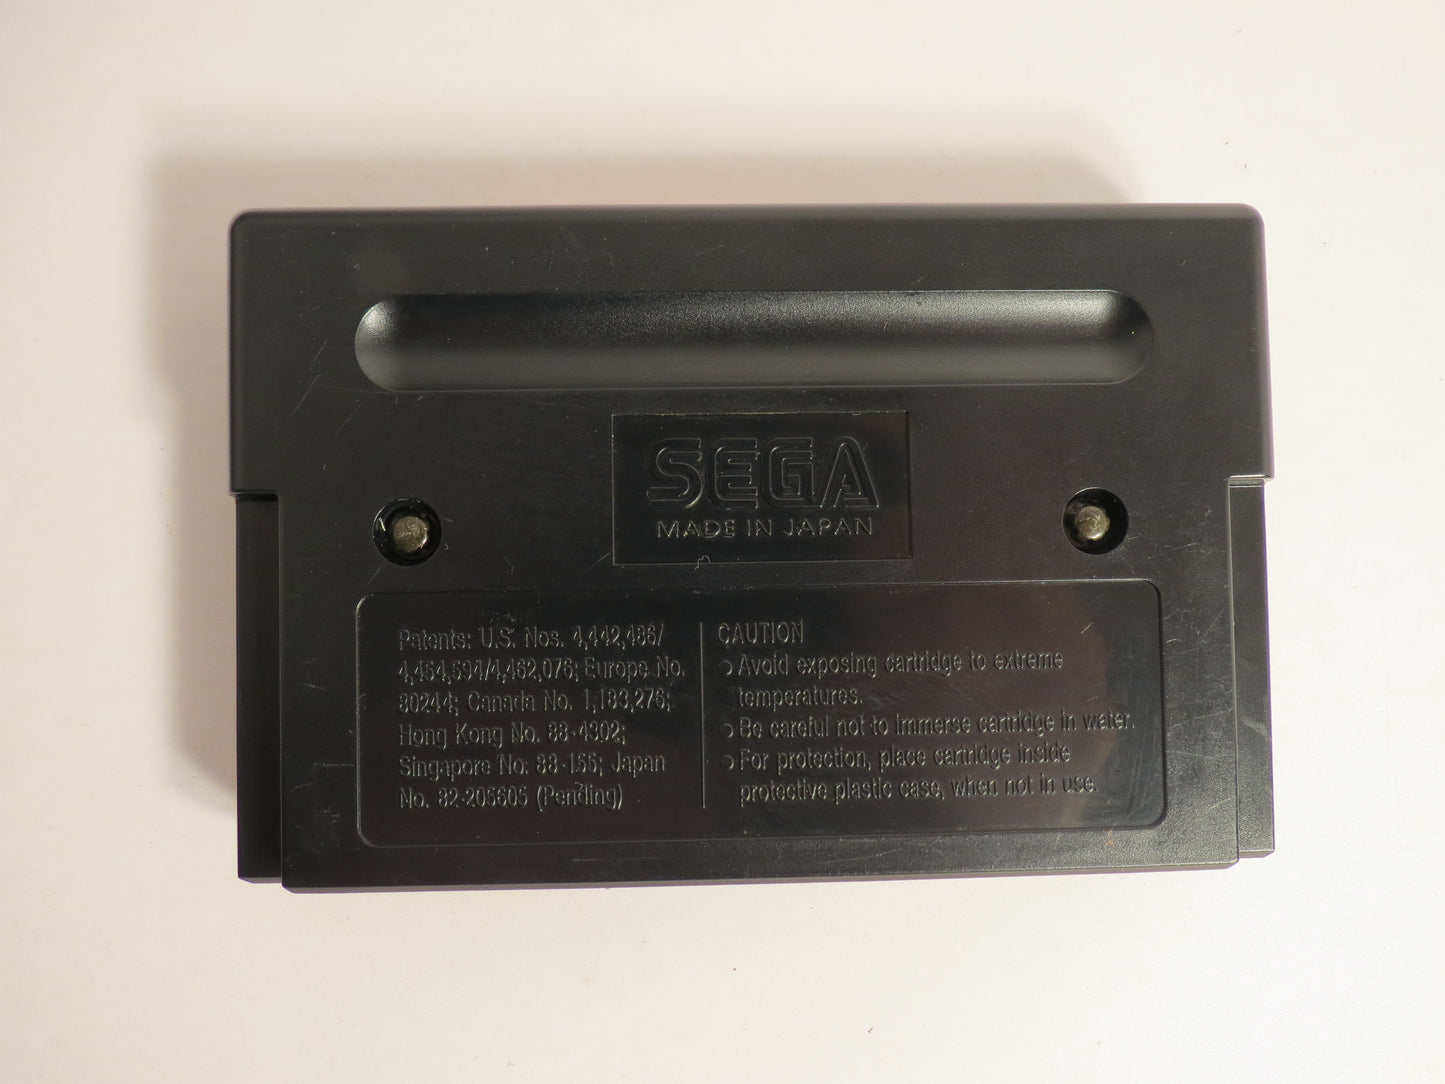 SEGA
MADE IN JAPAN
Patents: U.S. Nos. 4,442,486/
4,454,594/4,462,076; Europe No.
80244; Canada No. 1,183,276;
Hong Kong No. 88-4302;
Singapore No. 88-155; Japan
No. 82-205605 (Pending)
CAUTION
Avoid exposing cartridge to extreme
temperatures.
Be careful not to immerse cartridge in water.
For protection, place cartridge inside
protective plastic case, when not in use.